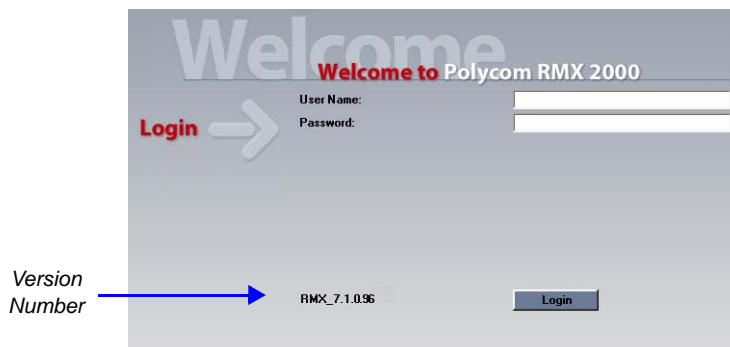 Welcome
Welcome to Polycom RMX 2000
User Name:
Login
Password:
Version
Number
RMX_7.1.0.96
Login